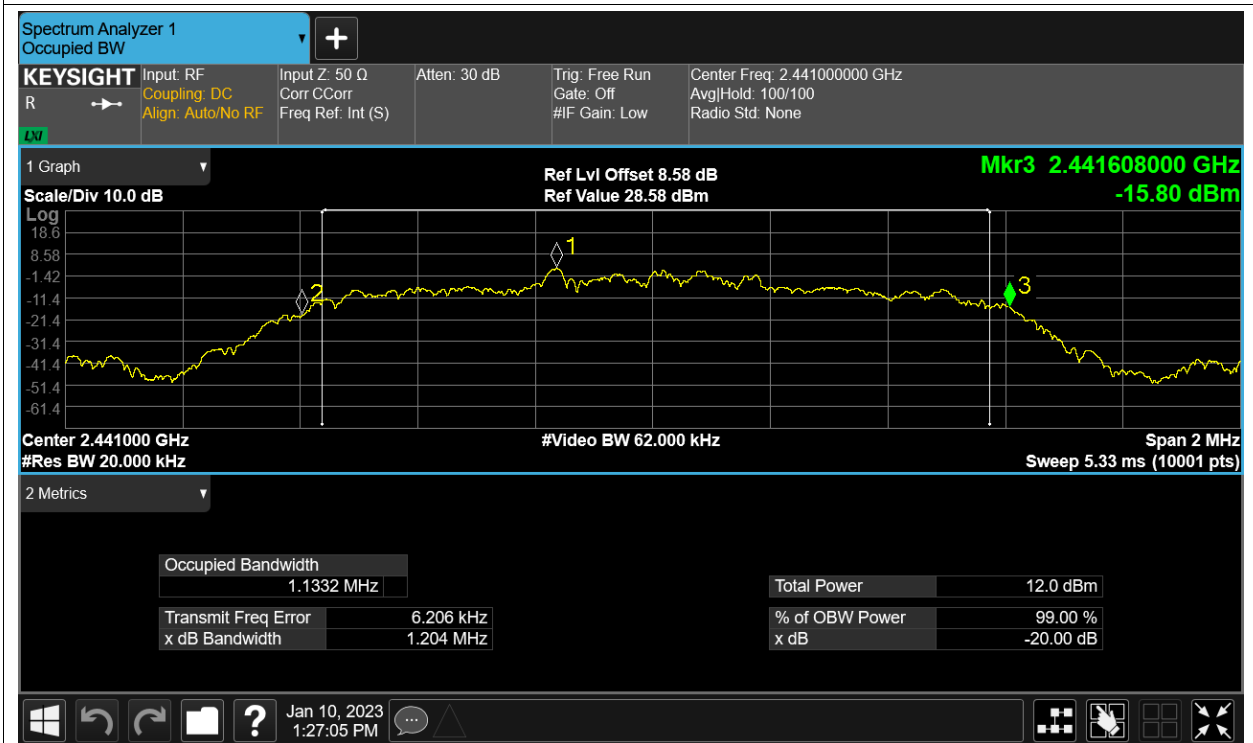 Spectrum Analyzer 1
Occupied BW
KEYSIGHT
R
LXI
Input: RF
Coupling: DC
Align: Auto/No RF
Input Z: 50 Ω
Corr CCorr
Freq Ref: Int (S)
Atten: 30 dB
Trig: Free Run
Gate: Off
#IF Gain: Low
Center Freq: 2.441000000 GHz
Avg|Hold: 100/100
Radio Std: None
1 Graph
Scale/Div 10.0 dB
Ref Lvl Offset 8.58 dB
Ref Value 28.58 dBm
Mkr3 2.441608000 GHz
-15.80 dBm
Log
18.6
8.58
-1.42
-11.4
-21.4
-31.4
-41.4
-51.4
-61.4
1
2
3
Center 2.441000 GHz
#Res BW 20.000 kHz
#Video BW 62.000 kHz
Span 2 MHz
Sweep 5.33 ms (10001 pts)
2 Metrics
Occupied Bandwidth
1.1332 MHz
Transmit Freq Error 6.206 kHz
x dB Bandwidth 1.204 MHz
Total Power 12.0 dBm
% of OBW Power 99.00 %
x dB -20.00 dB
?
Jan 10, 2023
1:27:05 PM